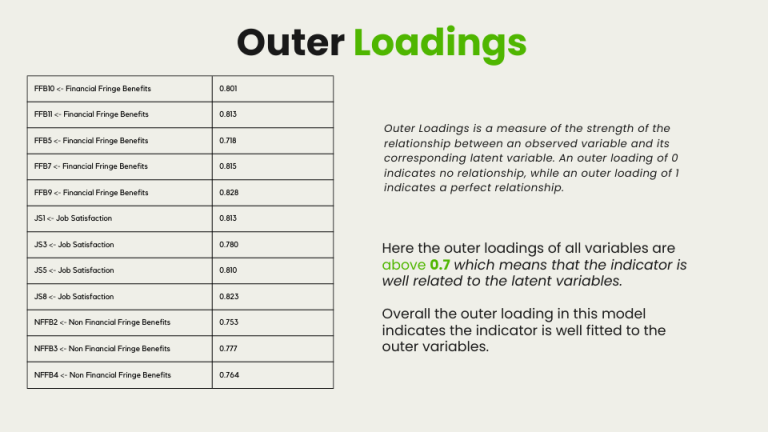 Outer Loadings
FFB10 <- Financial Fringe Benefits 0.801
FFB11 <- Financial Fringe Benefits 0.813
FFB5 <- Financial Fringe Benefits 0.718
FFB7 <- Financial Fringe Benefits 0.815
FFB9 <- Financial Fringe Benefits 0.828
JS1 <- Job Satisfaction 0.813
JS3 <- Job Satisfaction 0.780
JS5 <- Job Satisfaction 0.810
JS8 <- Job Satisfaction 0.823
NFFB2 <- Non Financial Fringe Benefits 0.753
NFFB3 <- Non Financial Fringe Benefits 0.777
NFFB4 <- Non Financial Fringe Benefits 0.764
Outer Loadings is a measure of the strength of the
relationship between an observed variable and its
corresponding latent variable. An outer loading of 0
indicates no relationship, while an outer loading of 1
indicates a perfect relationship.
Here the outer loadings of all variables are
above 0.7 which means that the indicator is
well related to the latent variables.
Overall the outer loading in this model
indicates the indicator is well fitted to the
outer variables.